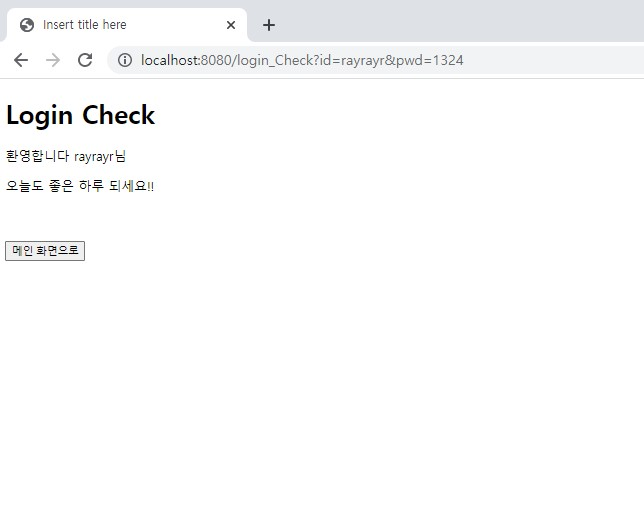 Insert title here
localhost:8080/login_Check?id=rayrayr&pwd=1324
Login Check
환영합니다 rayrayr님
오늘도 좋은 하루 되세요!!
메인 화면으로